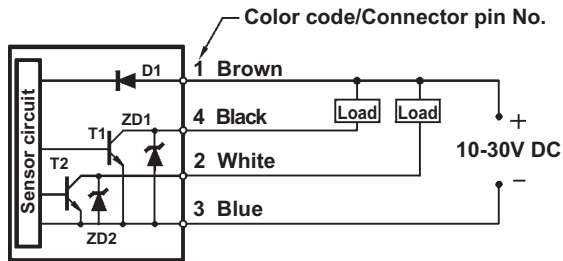 Color code/Connector pin No.
D1
1 Brown
ZD1
4 Black
Load
Load
+
T1
10-30V DC
T2
2 White
−
Sensor circuit
3 Blue
ZD2